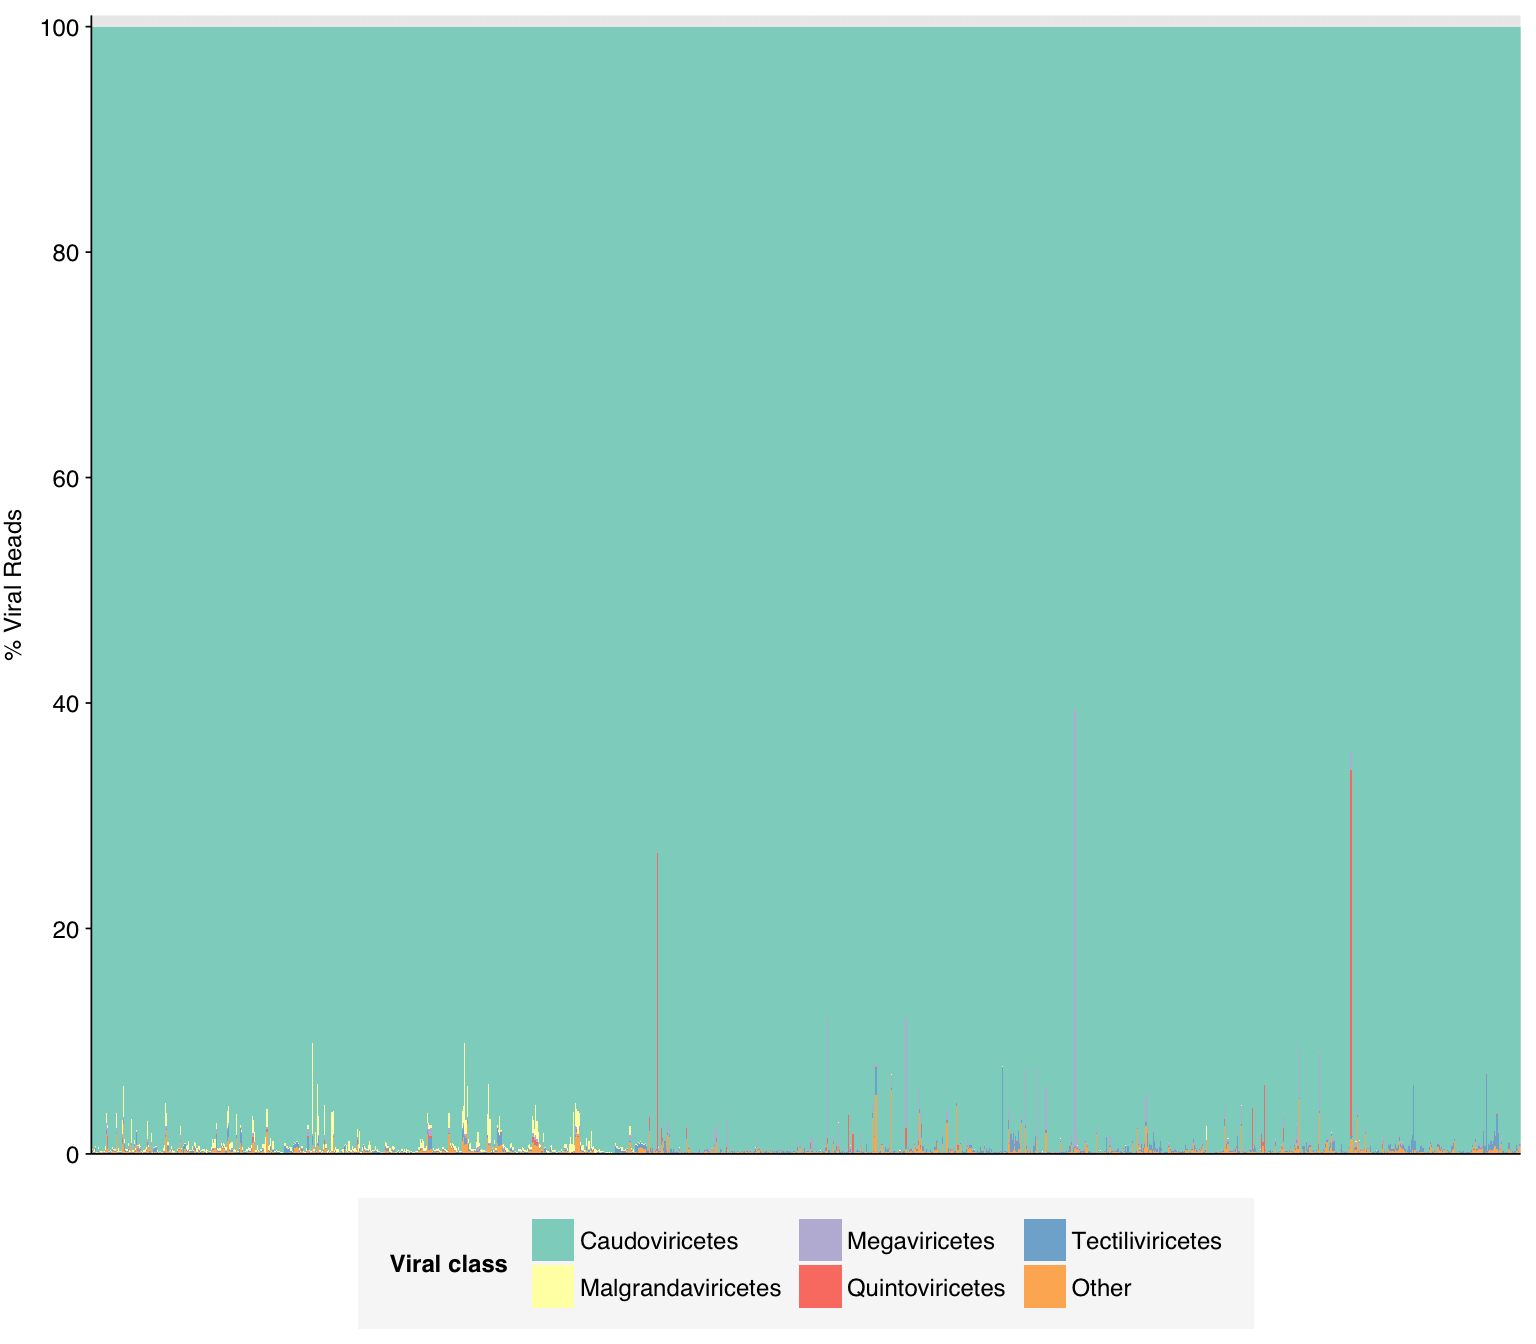 100
80
60
40
20
0
% Viral Reads
Viral class
Caudoviricetes
Megaviricetes
Tectiliviricetes
Malgrandaviricetes
Quintoviricetes
Other